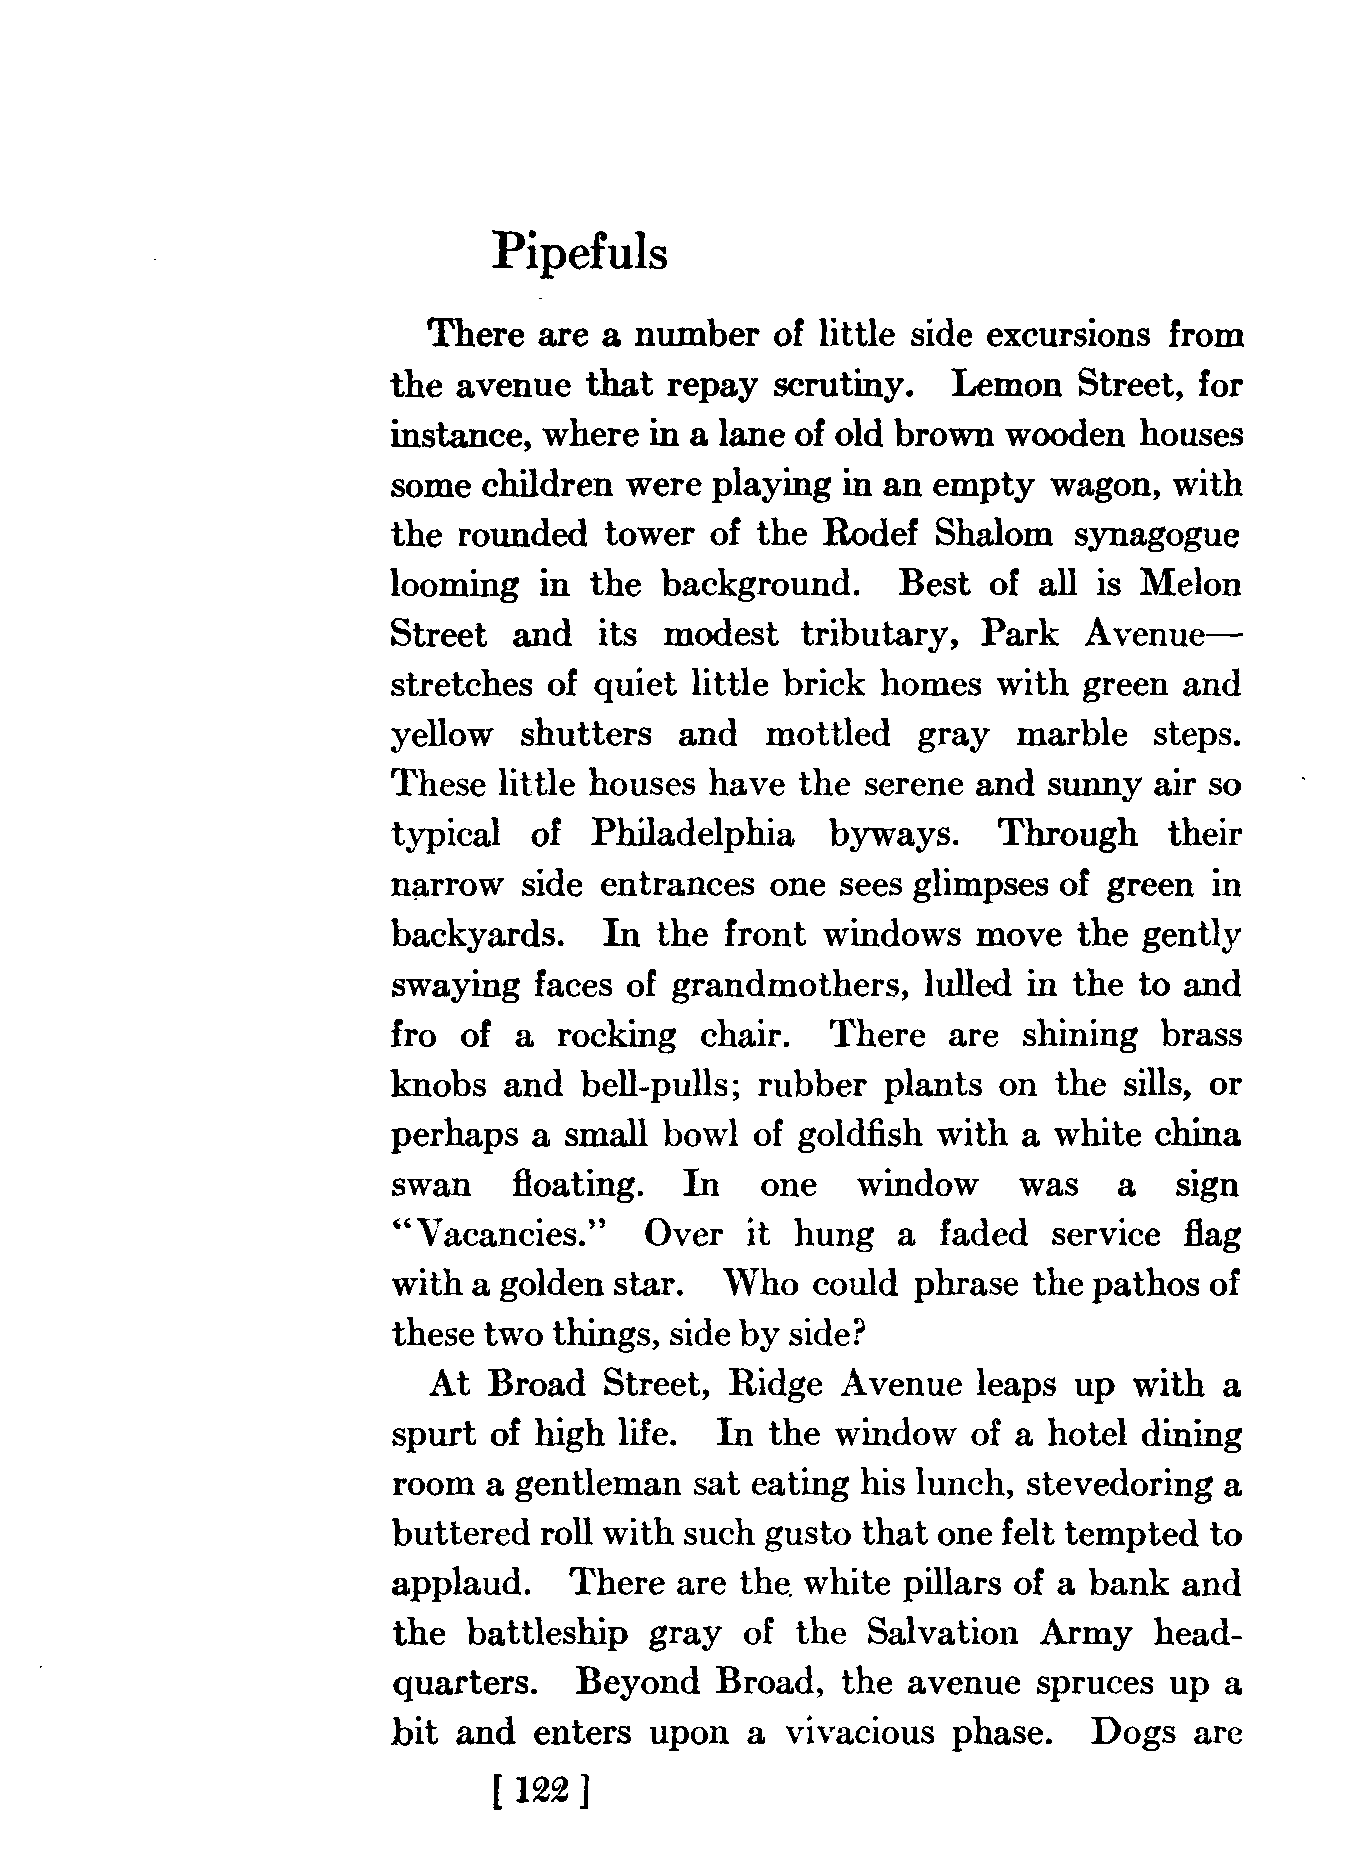 Pipefuls
There are a number of little side excursions from
the avenue that repay scrutiny. Lemon Street, for
instance, where in a lane of old brown wooden houses
some children were playing in an empty wagon, with
the rounded tower of the Rodef Shalom synagogue
looming in the background. Best of all is Melon
Street and its modest tributary, Park Avenue—
stretches of quiet little brick homes with green and
yellow shutters and mottled gray marble steps.
These little houses have the serene and sunny air so
typical of Philadelphia byways. Through their
narrow side entrances one sees glimpses of green in
backyards. In the front windows move the gently
swaying faces of grandmothers, lulled in the to and
fro of a rocking chair. There are shining brass
knobs and bell-pulls; rubber plants on the sills, or
perhaps a small bowl of goldfish with a white china
swan floating. In one window was a sign
“Vacancies.” Over it hung a faded service flag
with a golden star. Who could phrase the pathos of
these two things, side by side?
At Broad Street, Ridge Avenue leaps up with a
spurt of high life. In the window of a hotel dining
room a gentleman sat eating his lunch, stevedoring a
buttered roll with such gusto that one felt tempted to
applaud. There are the white pillars of a bank and
the battleship gray of the Salvation Army head-
quarters. Beyond Broad, the avenue spruces up a
bit and enters upon a vivacious phase. Dogs are
[ 122 ]